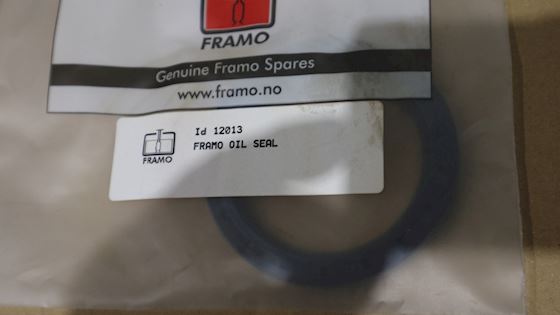 FRAMO
Genuine Framo Spares
www.framo.no
Id 12013
FRAMO OIL SEAL
FRAMO